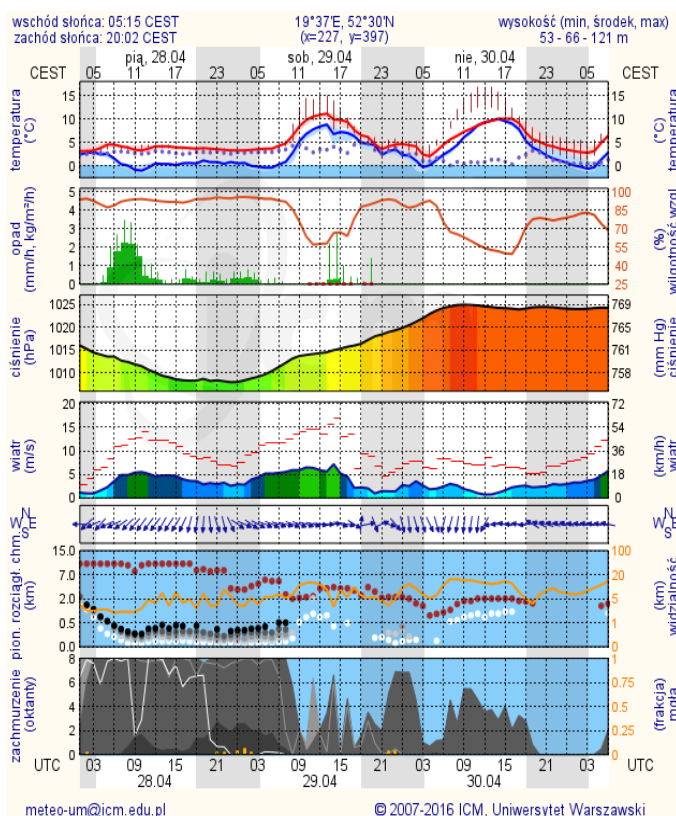 wschód słońca: 05:15 CEST 19°37'E, 52°30'N wysokość (min, środek, max)
zachód słońca: 20:02 CEST (x=227, y=397) 53 - 66 - 121 m
pią, 28.04 sob, 29.04 nie, 30.04
CEST 05 11 17 23 05 11 17 23 05 11 17 23 05 CEST
temperatura
(°C)
15
10
5
0
15
10
5
0
(°C)
temperatura
opad
(mm/h, kg/m²/h)
5
4
3
2
1
0
100
85
70
55
40
25
(%)
wilgotność wzgl.
ciśnienie
(hPa)
1025
1020
1015
1010
769
765
761
758
(mm Hg)
ciśnienie
wiatr
(m/s)
20
15
10
5
0
72
54
36
18
0
(km/h)
wiatr
N
W E
S
N
W E
S
pion. rozciągł. chm.
(km)
15.0
7.0
2.0
0.5
0.0
100
20
5
1
0
(km)
widzialność
zachmurzenie
(oktanty)
8
6
4
2
0
1
0.75
0.5
0.25
0
(frakcja)
mgła
UTC 03 09 15 21 03 09 15 21 03 09 15 21 03 UTC
28.04 29.04 30.04
meteo-um@icm.edu.pl © 2007-2016 ICM, Uniwersytet Warszawski